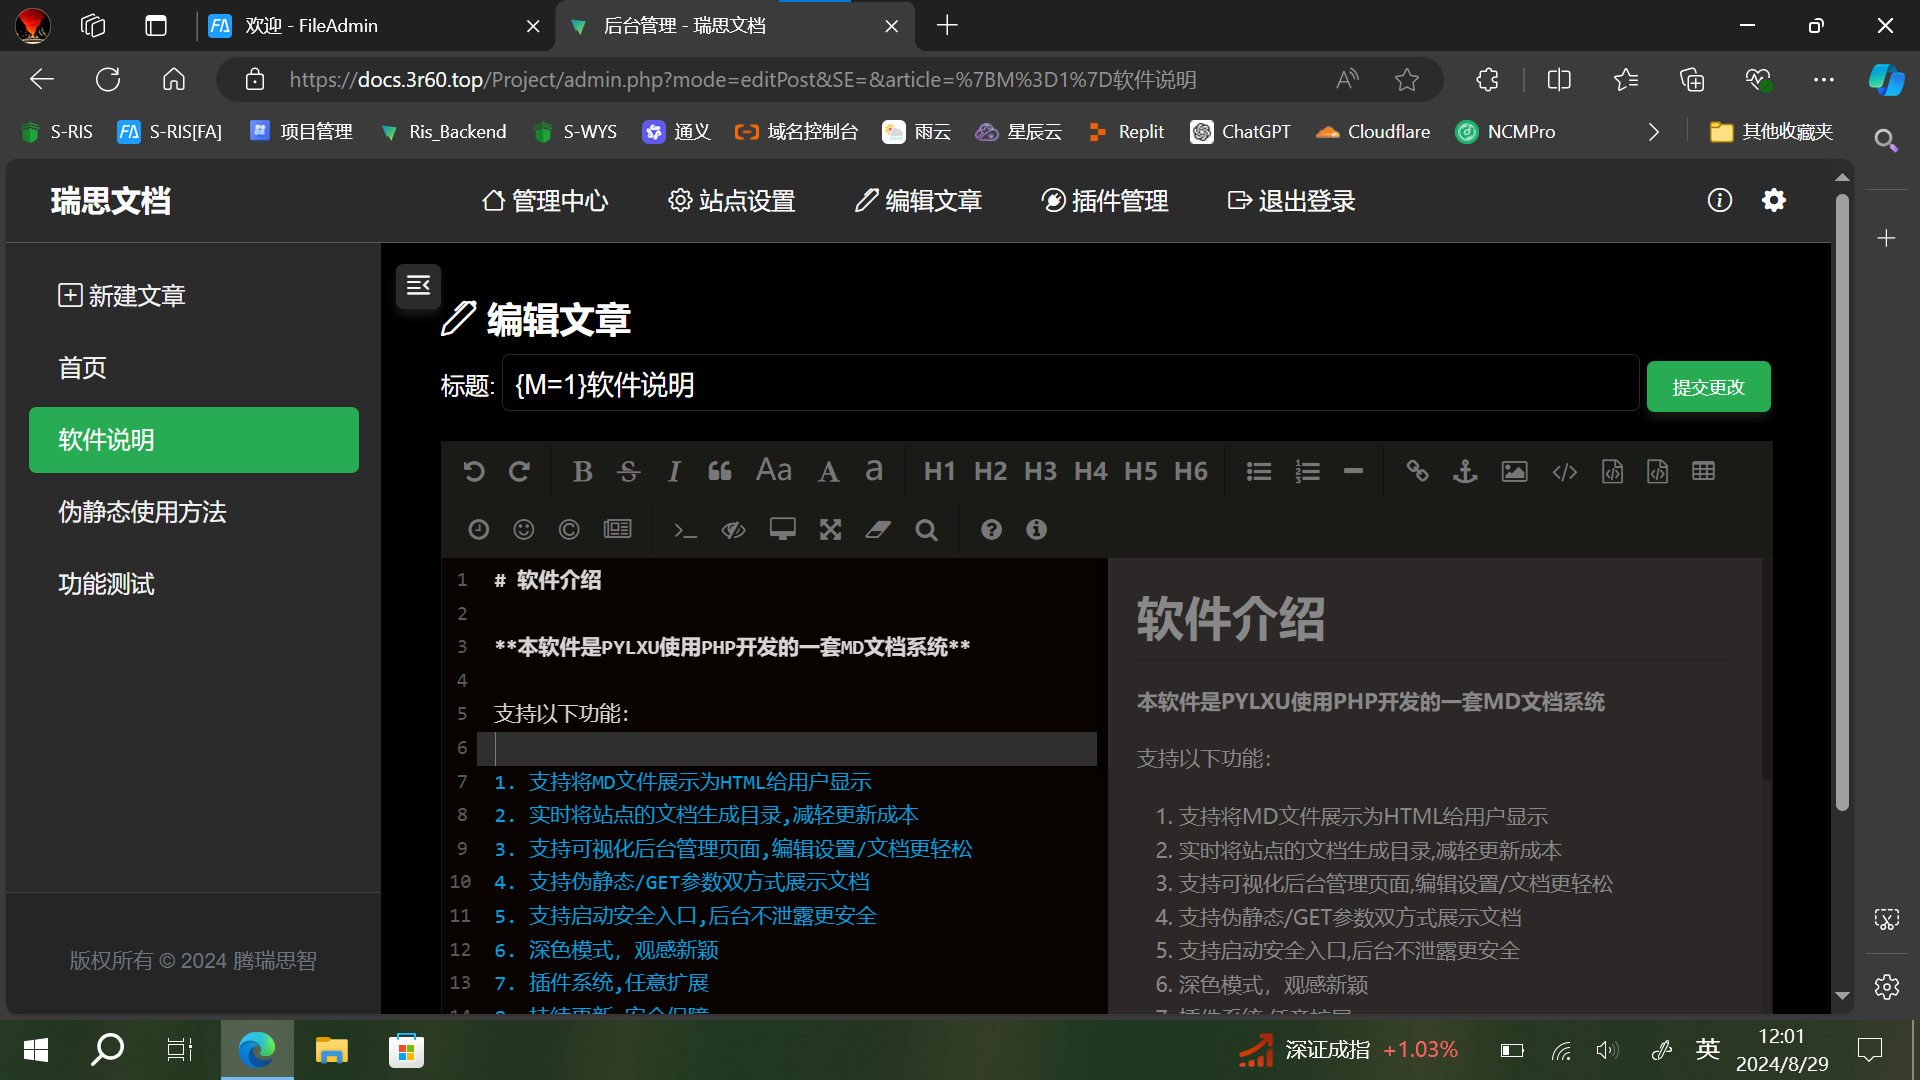 欢迎 - FileAdmin
后台管理 - 瑞思文档
https://docs.3r60.top/Project/admin.php?mode=editPost&SE=&article=%7BM%3D1%7D软件说明
S-RIS
S-RIS[FA]
项目管理
Ris_Backend
S-WYS
通义
域名控制台
雨云
星辰云
Replit
ChatGPT
Cloudflare
NCMPro
其他收藏夹
瑞思文档
管理中心
站点设置
编辑文章
插件管理
退出登录
新建文章
首页
软件说明
伪静态使用方法
功能测试
版权所有 © 2024 腾瑞思智
编辑文章
标题: {M=1}软件说明
提交更改
B S I Aa A a H1 H2 H3 H4 H5 H6
1 # 软件介绍
2
3 **本软件是PYLXU使用PHP开发的一套MD文档系统**
4
5 支持以下功能:
6
7 1. 支持将MD文件展示为HTML给用户显示
8 2. 实时将站点的文档生成目录,减轻更新成本
9 3. 支持可视化后台管理页面,编辑设置/文档更轻松
10 4. 支持伪静态/GET参数双方式展示文档
11 5. 支持启动安全入口,后台不泄露更安全
12 6. 深色模式，观感新颖
13 7. 插件系统,任意扩展
14 8. 持续更新,安全保障
软件介绍
本软件是PYLXU使用PHP开发的一套MD文档系统
支持以下功能:
1. 支持将MD文件展示为HTML给用户显示
2. 实时将站点的文档生成目录,减轻更新成本
3. 支持可视化后台管理页面,编辑设置/文档更轻松
4. 支持伪静态/GET参数双方式展示文档
5. 支持启动安全入口,后台不泄露更安全
6. 深色模式，观感新颖
7. 插件系统,任意扩展
深证成指 +1.03%
英
12:01
2024/8/29